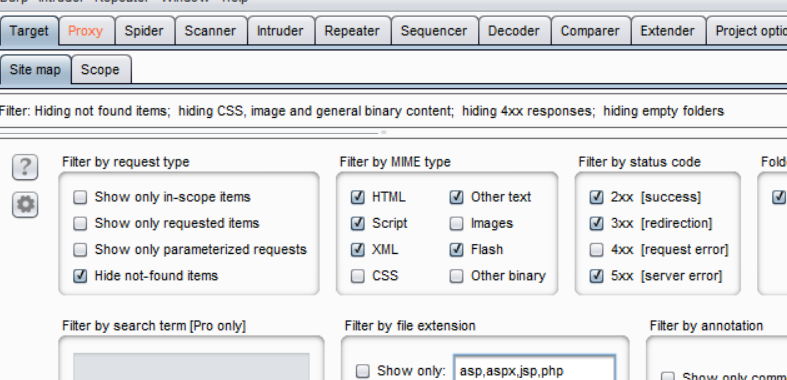 Burp Intruder Repeater Window Help
Target Proxy Spider Scanner Intruder Repeater Sequencer Decoder Comparer Extender Project optio
Site map Scope
Filter: Hiding not found items; hiding CSS, image and general binary content; hiding 4xx responses; hiding empty folders
Filter by request type Filter by MIME type Filter by status code Fold
? Show only in-scope items HTML Other text 2xx [success]
Show only requested items Script Images 3xx [redirection]
Show only parameterized requests XML Flash 4xx [request error]
Hide not-found items CSS Other binary 5xx [server error]
Filter by search term [Pro only] Filter by file extension Filter by annotation
Show only: asp,aspx,jsp,php Show only comm